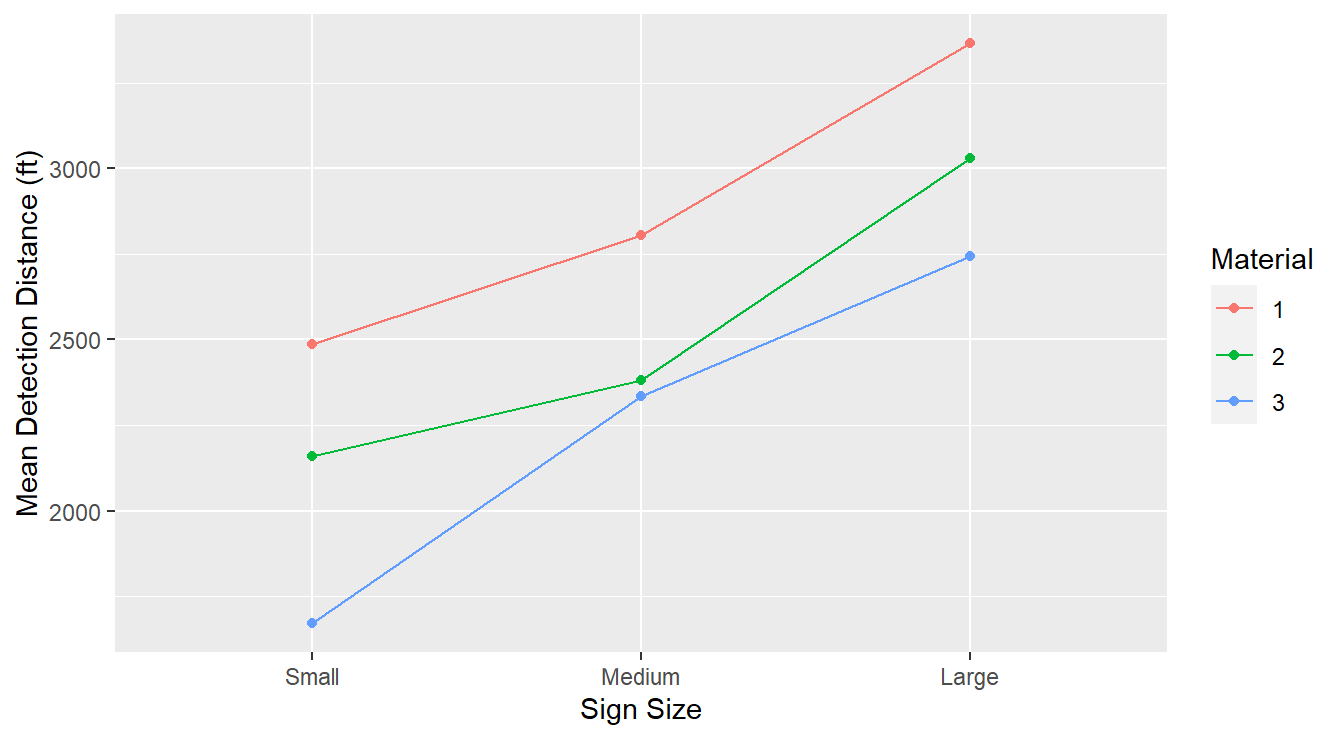 Mean Detection Distance (ft)
3000
2500
2000
Small Medium Large
Sign Size
Material
1
2
3